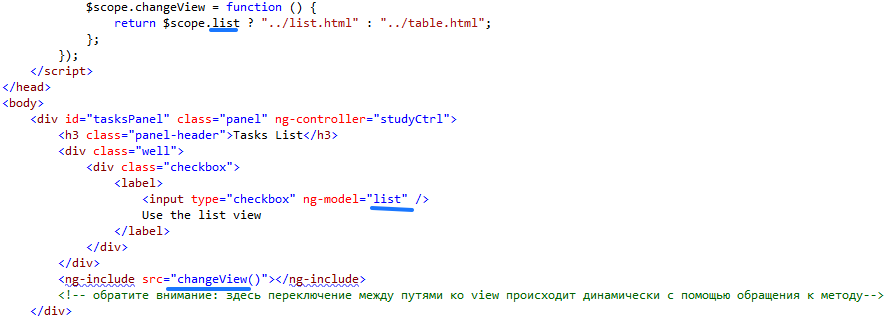 $scope.changeView = function () {
return $scope.list ? "../list.html" : "../table.html";
};
});
</script>
</head>
<body>
<div id="tasksPanel" class="panel" ng-controller="studyCtrl">
<h3 class="panel-header">Tasks List</h3>
<div class="well">
<div class="checkbox">
<label>
<input type="checkbox" ng-model="list" />
Use the list view
</label>
</div>
</div>
<ng-include src="changeView()"></ng-include>
<!-- обратите внимание: здесь переключение между путями ко view происходит динамически с помощью обращения к методу-->
</div>